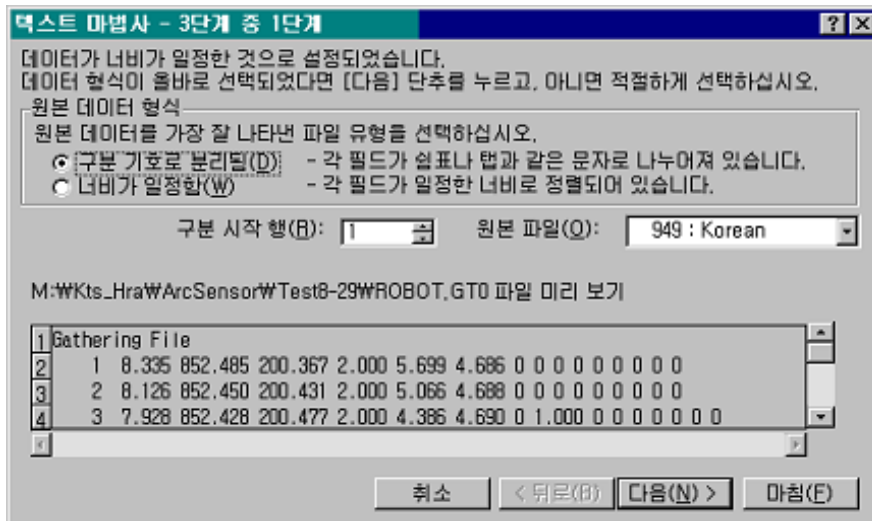 텍스트 마법사 - 3단계 중 1단계
데이터가 너비가 일정한 것으로 설정되었습니다.
데이터 형식이 올바로 선택되었다면 [다음] 단추를 누르고, 아니면 적절하게 선택하십시오.
원본 데이터 형식
원본 데이터를 가장 잘 나타낸 파일 유형을 선택하십시오.
구분 기호로 분리됨(D) - 각 필드가 쉼표나 탭과 같은 문자로 나누어져 있습니다.
너비가 일정함(W) - 각 필드가 일정한 너비로 정렬되어 있습니다.
구분 시작 행(R): 1 원본 파일(O): 949 : Korean
M:₩Kts_Hra₩ArcSensor₩Test8-29₩ROBOT.GT0 파일 미리 보기
1 Gathering File
2 1 8.335 852.485 200.367 2.000 5.699 4.686 0 0 0 0 0 0 0 0 0
3 2 8.126 852.450 200.431 2.000 5.066 4.688 0 0 0 0 0 0 0 0 0
4 3 7.928 852.428 200.477 2.000 4.386 4.690 0 1.000 0 0 0 0 0 0 0
취소 < 뒤로(B) 다음(N) > 마침(F)